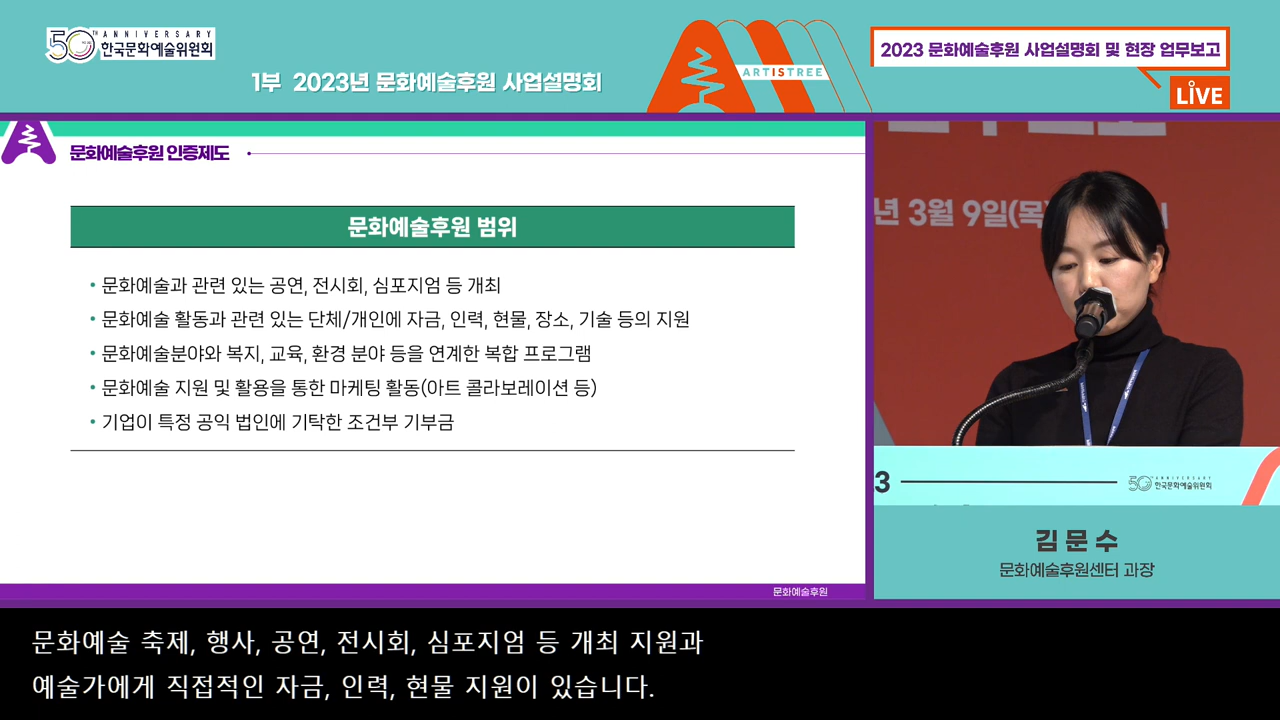 50TH ANNIVERSARY
한국문화예술위원회
1부 2023년 문화예술후원 사업설명회
ARTISTREE
2023 문화예술후원 사업설명회 및 현장 업무보고
LIVE
문화예술후원 인증제도
문화예술후원 범위
• 문화예술과 관련 있는 공연, 전시회, 심포지엄 등 개최
• 문화예술 활동과 관련 있는 단체/개인에 자금, 인력, 현물, 장소, 기술 등의 지원
• 문화예술분야와 복지, 교육, 환경 분야 등을 연계한 복합 프로그램
• 문화예술 지원 및 활용을 통한 마케팅 활동(아트 콜라보레이션 등)
• 기업이 특정 공익 법인에 기탁한 조건부 기부금
문화예술후원
년 3월 9일(목)
3
50TH ANNIVERSARY
한국문화예술위원회
김문수
문화예술후원센터 과장
문화예술 축제, 행사, 공연, 전시회, 심포지엄 등 개최 지원과
예술가에게 직접적인 자금, 인력, 현물 지원이 있습니다.